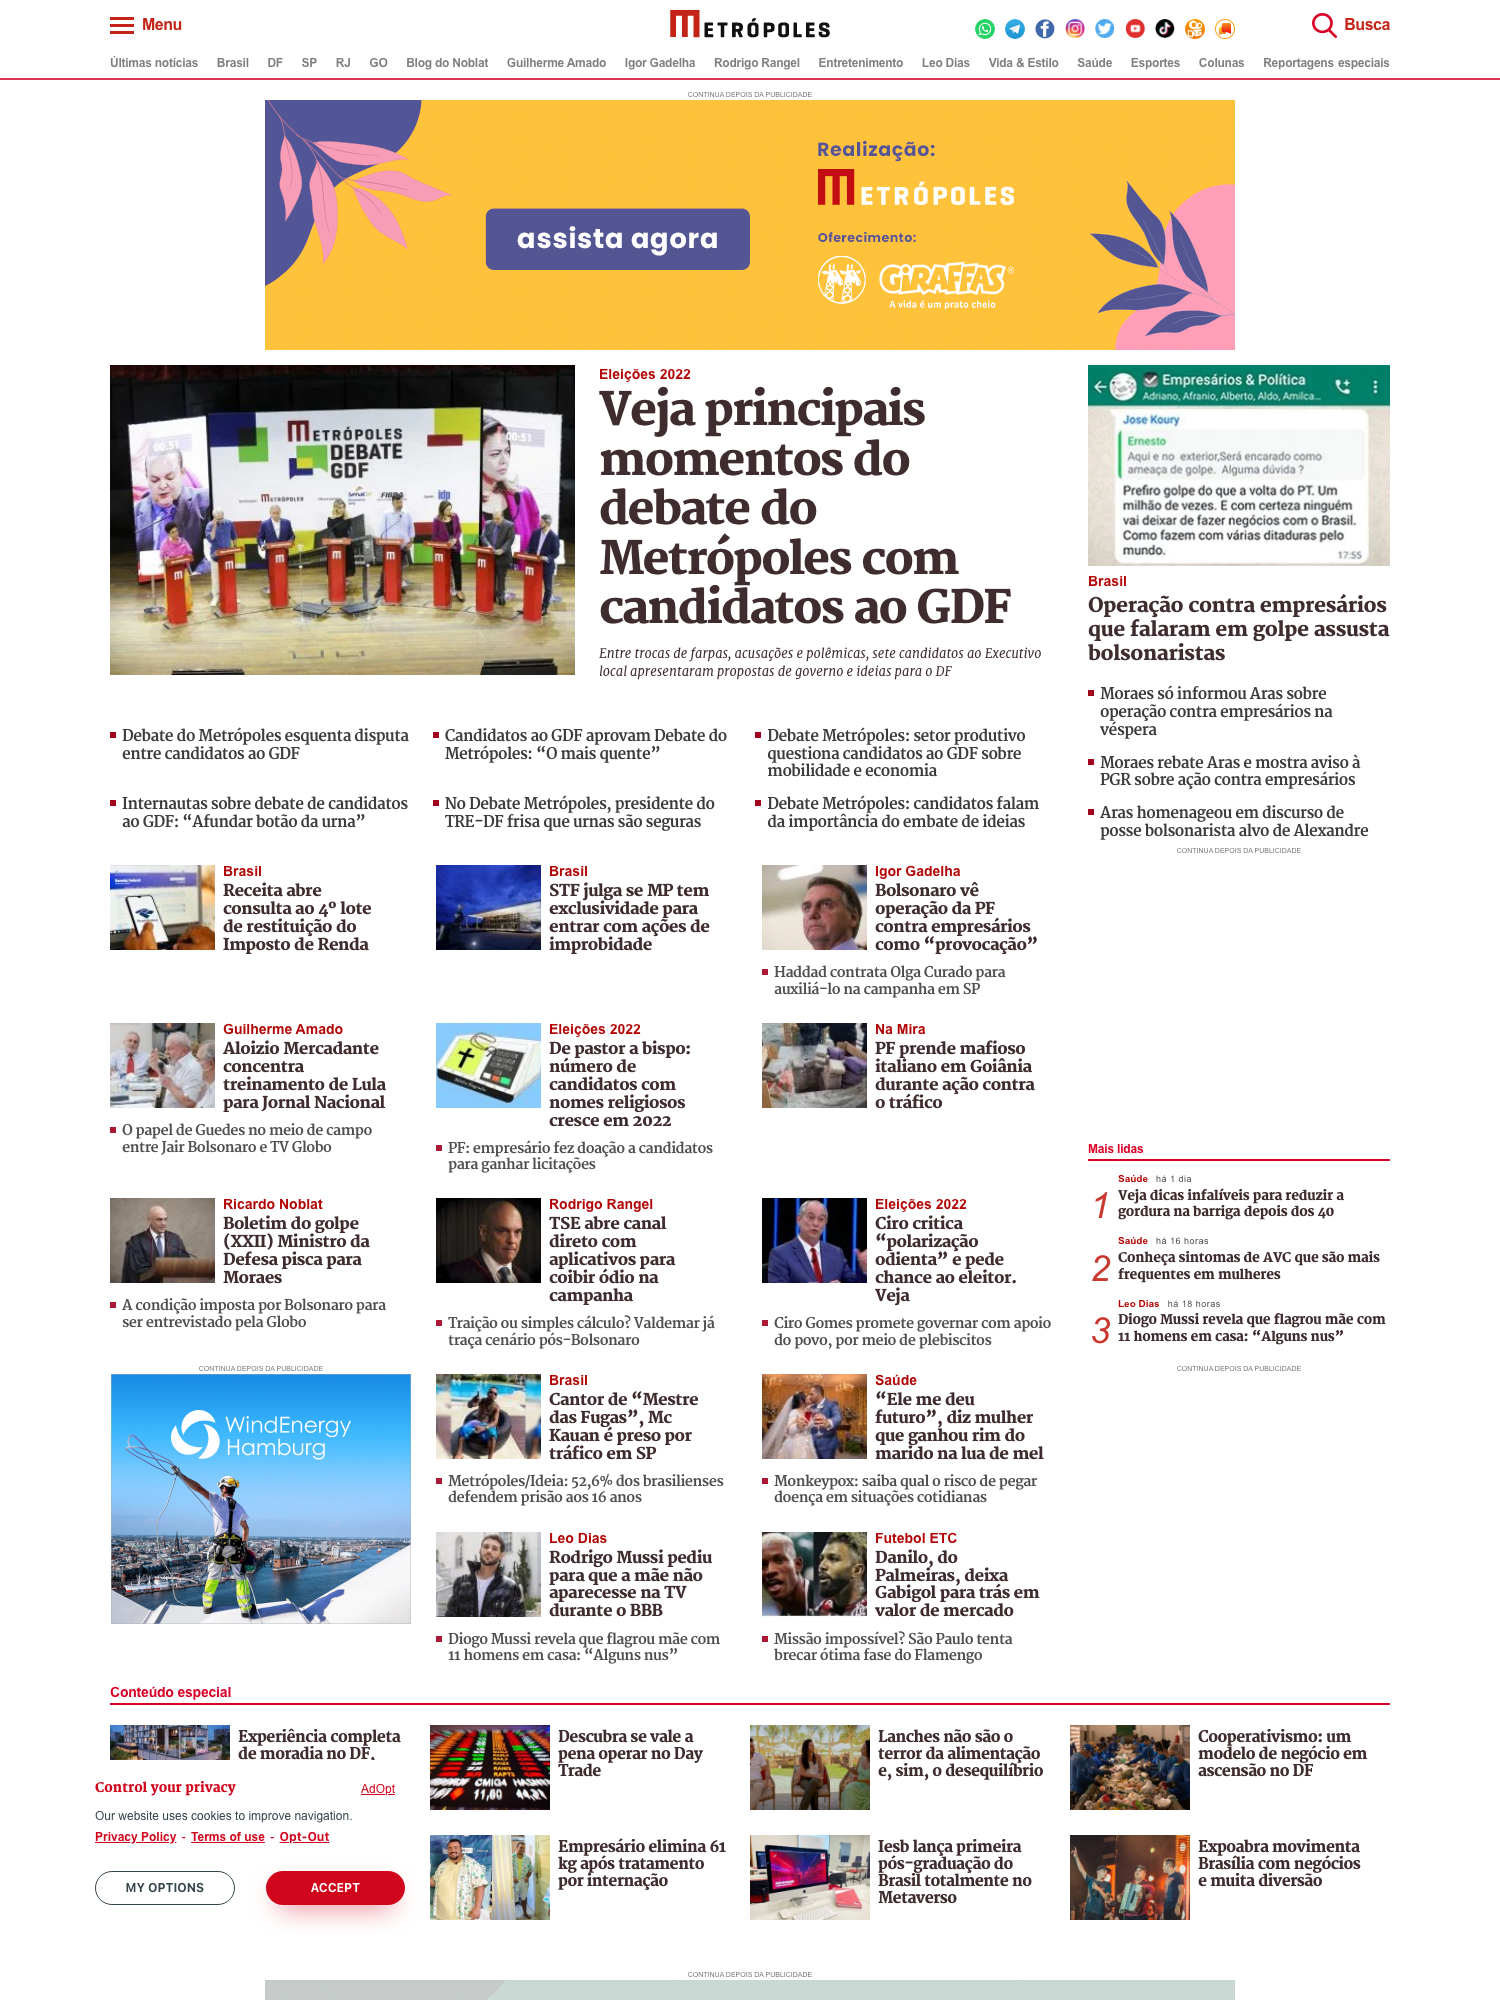 Menu
METRÓPOLES
Busca
Últimas notícias Brasil DF SP RJ GO Blog do Noblat Guilherme Amado Igor Gadelha Rodrigo Rangel Entretenimento Leo Dias Vida & Estilo Saúde Esportes Colunas Reportagens especiais
CONTINUA DEPOIS DA PUBLICIDADE
assista agora
Realização:
METRÓPOLES
Oferecimento:
GiRAFFAS®
A vida é um prato cheio
METRÓPOLES
DEBATE
GDF
00:51
00:51
METRÓPOLES
idp
Eleições 2022
Veja principais
momentos do
debate do
Metrópoles com
candidatos ao GDF
Entre trocas de farpas, acusações e polêmicas, sete candidatos ao Executivo
local apresentaram propostas de governo e ideias para o DF
Empresários & Política
Adriano, Afranio, Alberto, Aldo, Amilca...
Jose Koury
Ernesto
Aqui e no exterior,Será encarado como
ameaça de golpe. Alguma dúvida ?
Prefiro golpe do que a volta do PT. Um
milhão de vezes. E com certeza ninguém
vai deixar de fazer negócios com o Brasil.
Como fazem com várias ditaduras pelo
mundo.
17:55
Brasil
Operação contra empresários
que falaram em golpe assusta
bolsonaristas
Moraes só informou Aras sobre
operação contra empresários na
véspera
Moraes rebate Aras e mostra aviso à
PGR sobre ação contra empresários
Aras homenageou em discurso de
posse bolsonarista alvo de Alexandre
CONTINUA DEPOIS DA PUBLICIDADE
Debate do Metrópoles esquenta disputa
entre candidatos ao GDF
Candidatos ao GDF aprovam Debate do
Metrópoles: “O mais quente”
Debate Metrópoles: setor produtivo
questiona candidatos ao GDF sobre
mobilidade e economia
Internautas sobre debate de candidatos
ao GDF: “Afundar botão da urna”
No Debate Metrópoles, presidente do
TRE-DF frisa que urnas são seguras
Debate Metrópoles: candidatos falam
da importância do embate de ideias
Brasil
Receita abre
consulta ao 4º lote
de restituição do
Imposto de Renda
Brasil
STF julga se MP tem
exclusividade para
entrar com ações de
improbidade
Igor Gadelha
Bolsonaro vê
operação da PF
contra empresários
como “provocação”
Haddad contrata Olga Curado para
auxiliá-lo na campanha em SP
Guilherme Amado
Aloizio Mercadante
concentra
treinamento de Lula
para Jornal Nacional
O papel de Guedes no meio de campo
entre Jair Bolsonaro e TV Globo
Eleições 2022
De pastor a bispo:
número de
candidatos com
nomes religiosos
cresce em 2022
PF: empresário fez doação a candidatos
para ganhar licitações
Na Mira
PF prende mafioso
italiano em Goiânia
durante ação contra
o tráfico
Mais lidas
1
Saúde há 1 dia
Veja dicas infalíveis para reduzir a
gordura na barriga depois dos 40
2
Saúde há 16 horas
Conheça sintomas de AVC que são mais
frequentes em mulheres
3
Leo Dias há 18 horas
Diogo Mussi revela que flagrou mãe com
11 homens em casa: “Alguns nus”
CONTINUA DEPOIS DA PUBLICIDADE
Ricardo Noblat
Boletim do golpe
(XXII) Ministro da
Defesa pisca para
Moraes
A condição imposta por Bolsonaro para
ser entrevistado pela Globo
Rodrigo Rangel
TSE abre canal
direto com
aplicativos para
coibir ódio na
campanha
Traição ou simples cálculo? Valdemar já
traça cenário pós-Bolsonaro
Eleições 2022
Ciro critica
“polarização
odienta” e pede
chance ao eleitor.
Veja
Ciro Gomes promete governar com apoio
do povo, por meio de plebiscitos
CONTINUA DEPOIS DA PUBLICIDADE
WindEnergy
Hamburg
Brasil
Cantor de “Mestre
das Fugas”, Mc
Kauan é preso por
tráfico em SP
Metrópoles/Ideia: 52,6% dos brasilienses
defendem prisão aos 16 anos
Saúde
“Ele me deu
futuro”, diz mulher
que ganhou rim do
marido na lua de mel
Monkeypox: saiba qual o risco de pegar
doença em situações cotidianas
Leo Dias
Rodrigo Mussi pediu
para que a mãe não
aparecesse na TV
durante o BBB
Diogo Mussi revela que flagrou mãe com
11 homens em casa: “Alguns nus”
Futebol ETC
Danilo, do
Palmeiras, deixa
Gabigol para trás em
valor de mercado
Missão impossível? São Paulo tenta
brecar ótima fase do Flamengo
Conteúdo especial
Experiência completa
de moradia no DF.
Descubra se vale a
pena operar no Day
Trade
Lanches não são o
terror da alimentação
e, sim, o desequilíbrio
Cooperativismo: um
modelo de negócio em
ascensão no DF
Control your privacy
AdOpt
Our website uses cookies to improve navigation.
Privacy Policy - Terms of use - Opt-Out
MY OPTIONS
ACCEPT
Empresário elimina 61
kg após tratamento
por internação
Iesb lança primeira
pós-graduação do
Brasil totalmente no
Metaverso
Expoabra movimenta
Brasília com negócios
e muita diversão
CONTINUA DEPOIS DA PUBLICIDADE